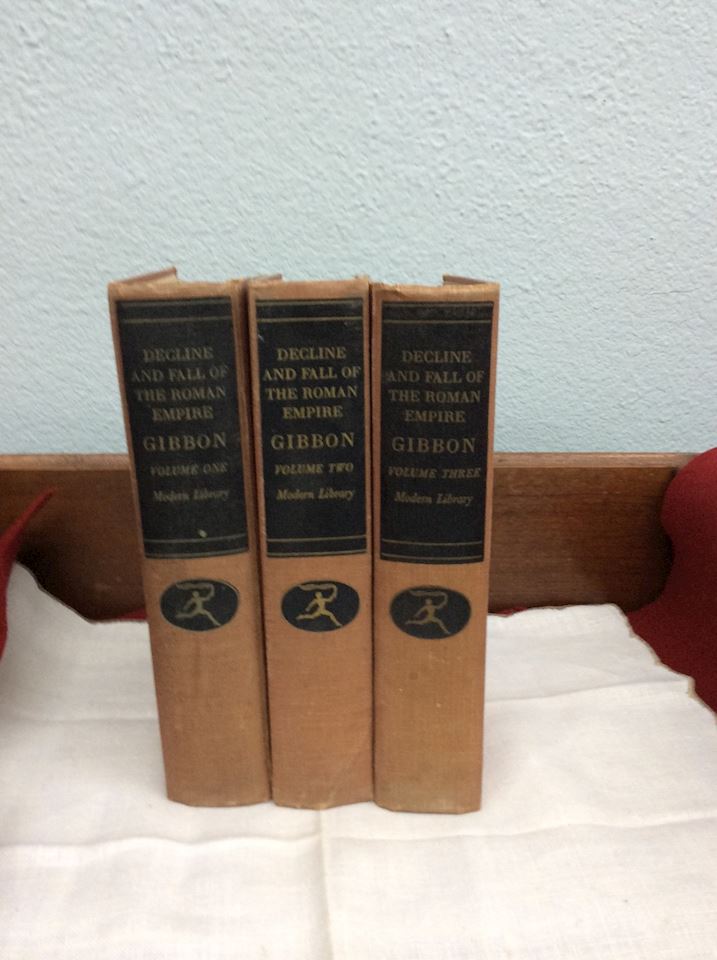 DECLINE
AND FALL OF
THE ROMAN
EMPIRE
GIBBON
VOLUME ONE
Modern Library
DECLINE
AND FALL OF
THE ROMAN
EMPIRE
GIBBON
VOLUME TWO
Modern Library
DECLINE
AND FALL OF
THE ROMAN
EMPIRE
GIBBON
VOLUME THREE
Modern Library